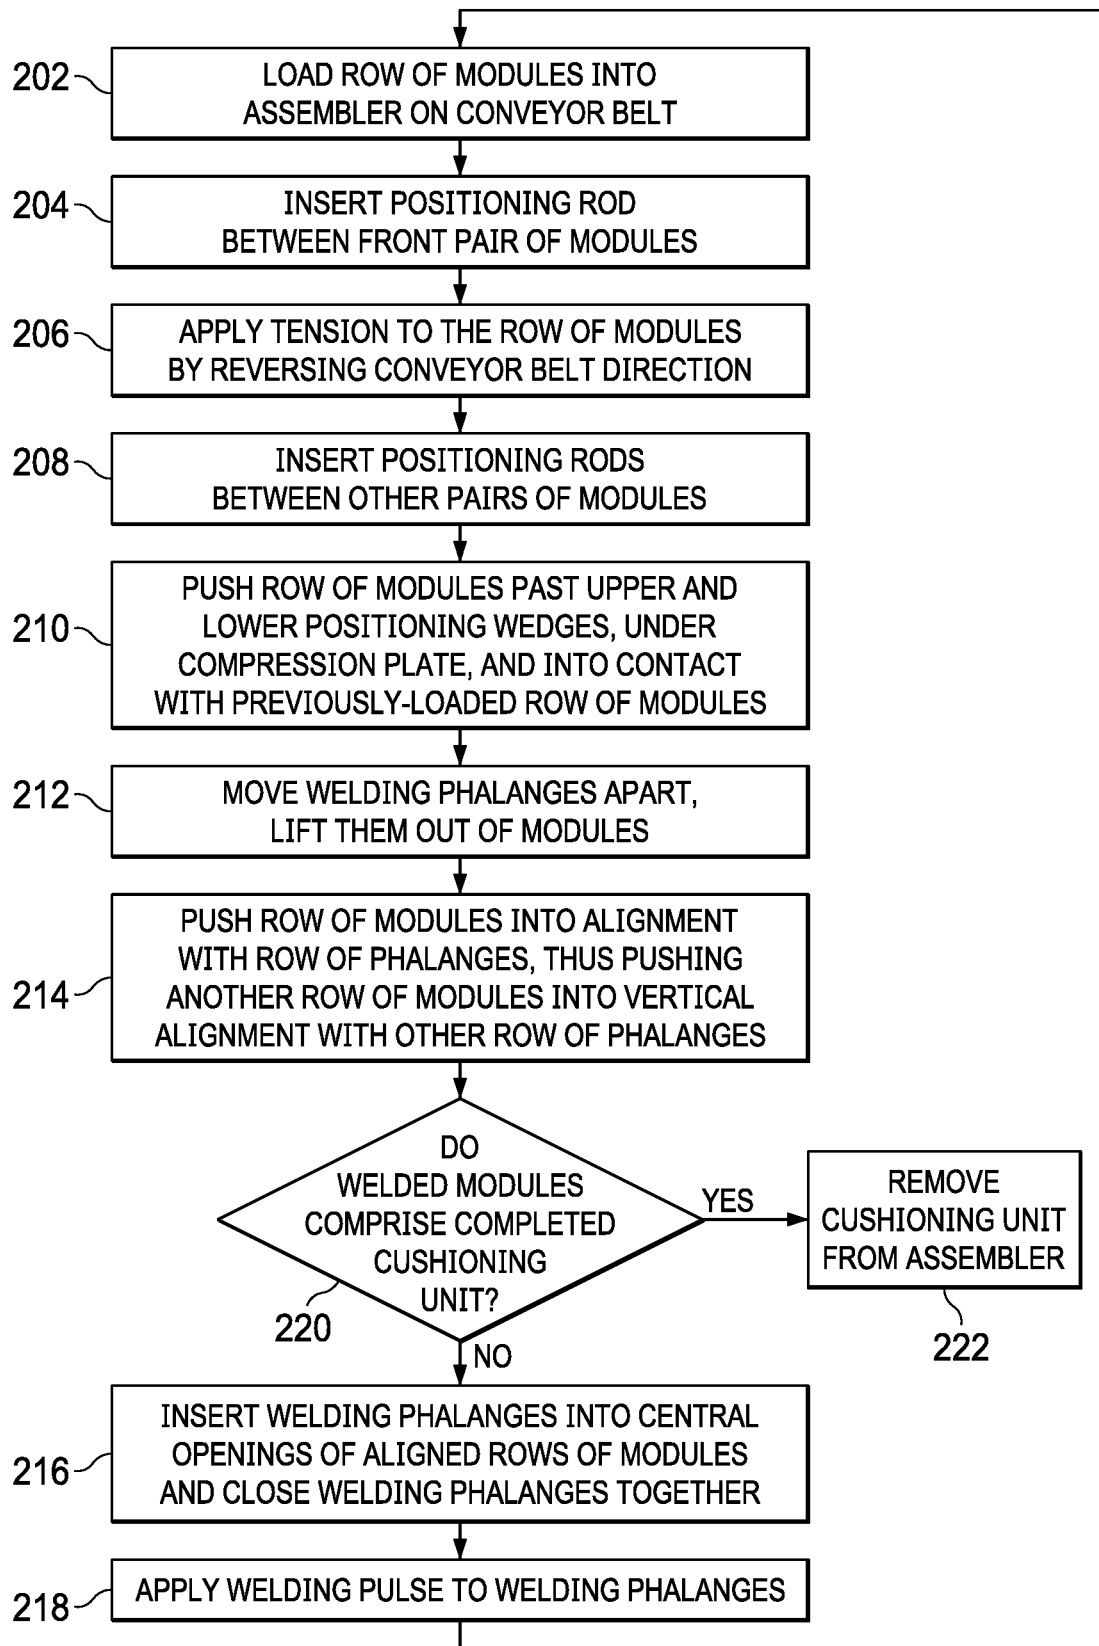 202
LOAD ROW OF MODULES INTO
ASSEMBLER ON CONVEYOR BELT
204
INSERT POSITIONING ROD
BETWEEN FRONT PAIR OF MODULES
206
APPLY TENSION TO THE ROW OF MODULES
BY REVERSING CONVEYOR BELT DIRECTION
208
INSERT POSITIONING RODS
BETWEEN OTHER PAIRS OF MODULES
210
PUSH ROW OF MODULES PAST UPPER AND
LOWER POSITIONING WEDGES, UNDER
COMPRESSION PLATE, AND INTO CONTACT
WITH PREVIOUSLY-LOADED ROW OF MODULES
212
MOVE WELDING PHALANGES APART,
LIFT THEM OUT OF MODULES
214
PUSH ROW OF MODULES INTO ALIGNMENT
WITH ROW OF PHALANGES, THUS PUSHING
ANOTHER ROW OF MODULES INTO VERTICAL
ALIGNMENT WITH OTHER ROW OF PHALANGES
DO
WELDED MODULES
COMPRISE COMPLETED
CUSHIONING
UNIT?
220
YES
REMOVE
CUSHIONING UNIT
FROM ASSEMBLER
222
NO
216
INSERT WELDING PHALANGES INTO CENTRAL
OPENINGS OF ALIGNED ROWS OF MODULES
AND CLOSE WELDING PHALANGES TOGETHER
218
APPLY WELDING PULSE TO WELDING PHALANGES